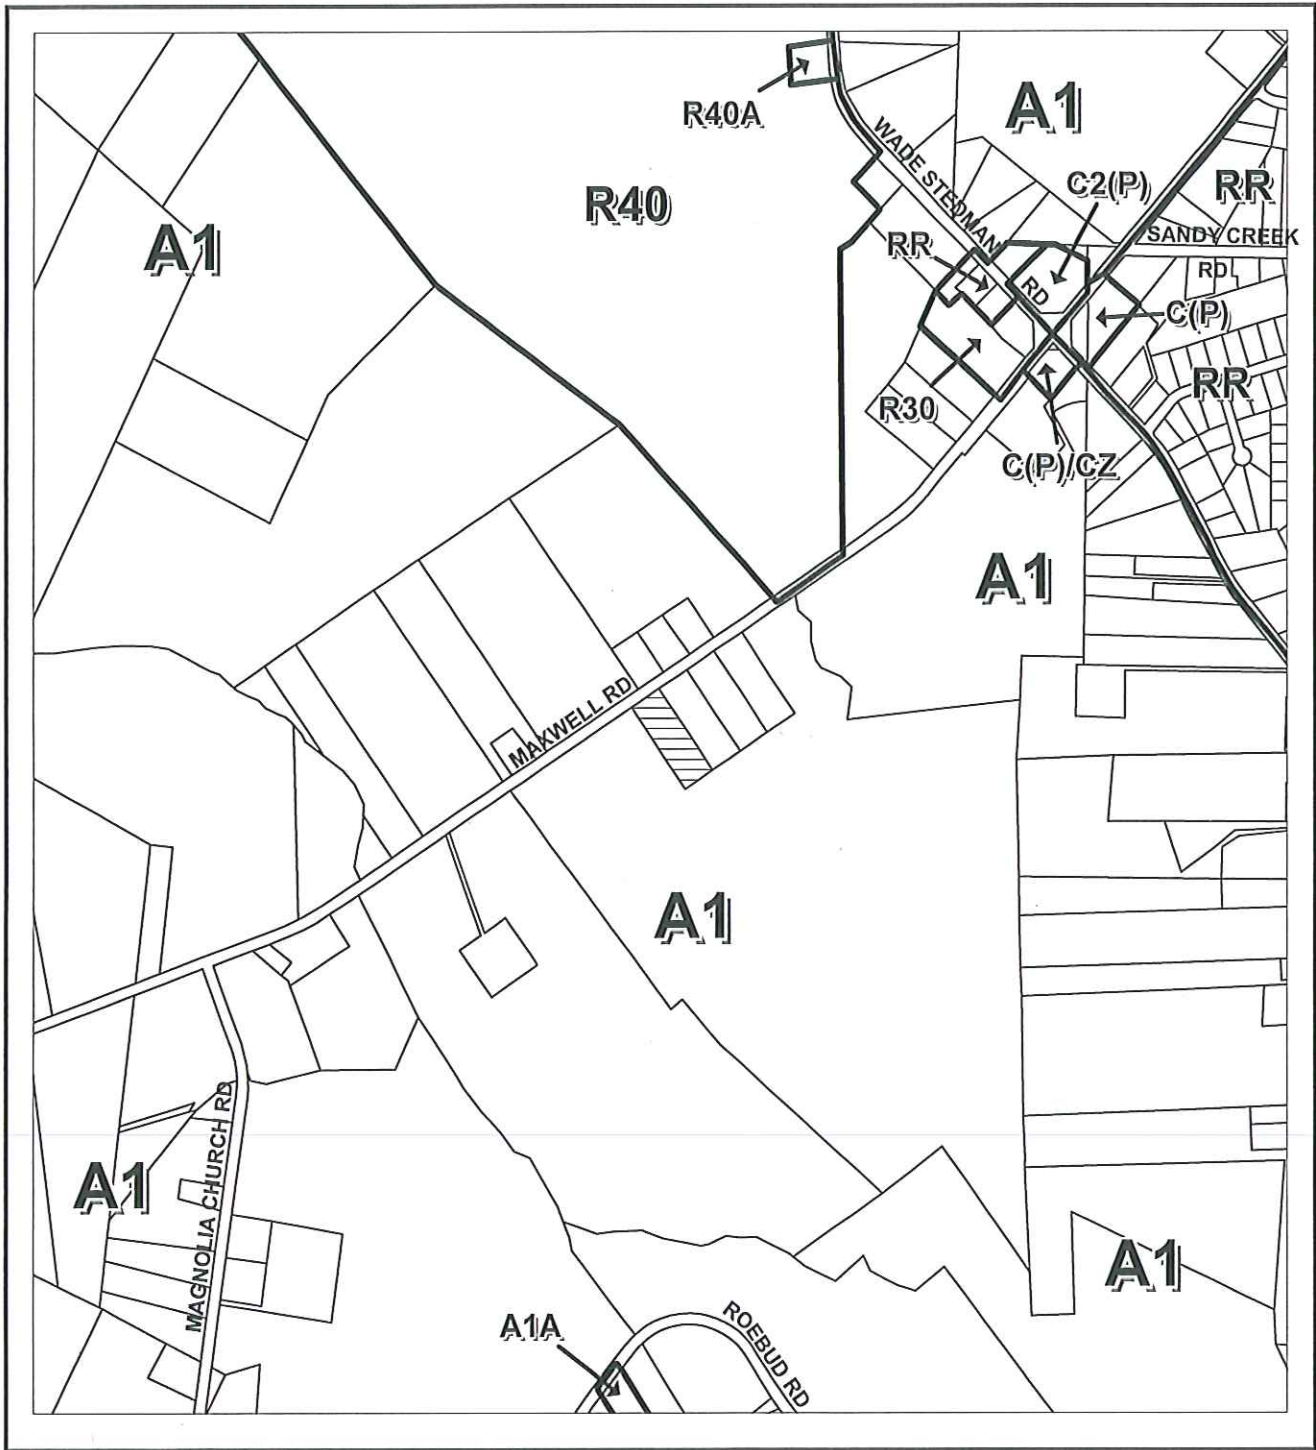 R40A
A1
WADE STEDMAN
RD
C2(P)
RR
R40
A1
RR
SANDY CREEK
RD
C(P)
RR
R30
C(P)/CZ
A1
MAXWELL RD
A1
MAGNOLIA CHURCH RD
A1
A1
A1A
ROEBUD RD